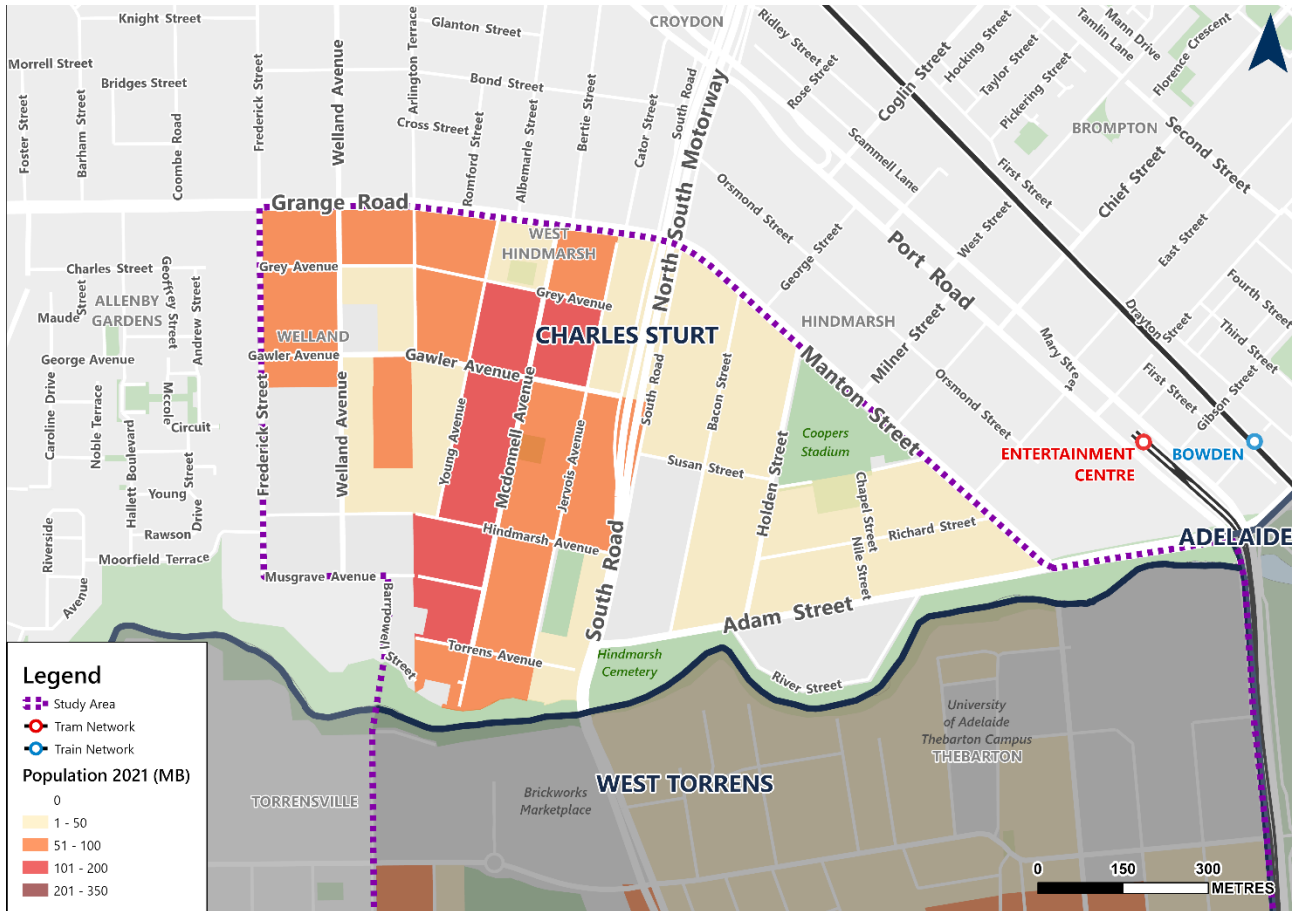 Knight Street
Glanton Street
CROYDON
Ridley Street
Mann Drive
Tamlin Lane
Hocking Street
Florence Crescent
Morrell Street
Bridges Street
Frederick Street
Welland Avenue
Arlington Terrace
Bond Street
South Road
Rose Street
Coglin Street
Taylor Street
Pickering Street
Foster Street
Barham Street
Coombe Road
Cross Street
Romford Street
Albemarle Street
Bertie Street
Cator Street
North South Motorway
Scammell Lane
BROMPTON
Second Street
First Street
Chief Street
Grange Road
Orsmond Street
West Street
East Street
WEST
HINDMARSH
George Street
Port Road
Charles Street
Geoffrey Street
Andrew Street
Grey Avenue
Grey Avenue
Fourth Street
ALLENBY
GARDENS
Maude
Street
WELLAND
CHARLES STURT
HINDMARSH
Milner Street
Mary Street
Drayton
Street
Third Street
George Avenue
Gawler Avenue
Gawler Avenue
South Road
Bacon Street
Manton Street
Orsmond Street
First Street
Gibson Street
Caroline Drive
Noble Terrace
Hallett Boulevard
Mccole
Circuit
Frederick Street
Welland Avenue
Young Avenue
Mcdonnell Avenue
Jervois Avenue
Coopers
Stadium
ENTERTAINMENT
CENTRE
BOWDEN
Susan Street
Holden Street
Chapel Street
Young
Street
Drive
Rawson
Riverside
Avenue
Moorfield Terrace
Hindmarsh Avenue
South Road
Nile Street
Richard Street
ADELAIDE
Musgrave Avenue
Barrpowell
Street
Adam Street
Torrens Avenue
Hindmarsh
Cemetery
River Street
University
of Adelaide
Thebarton Campus
THEBARTON
WEST TORRENS
TORRENSVILLE
Brickworks
Marketplace
Legend
Study Area
Tram Network
Train Network
Population 2021 (MB)
0
1 - 50
51 - 100
101 - 200
201 - 350
0 150 300
METRES